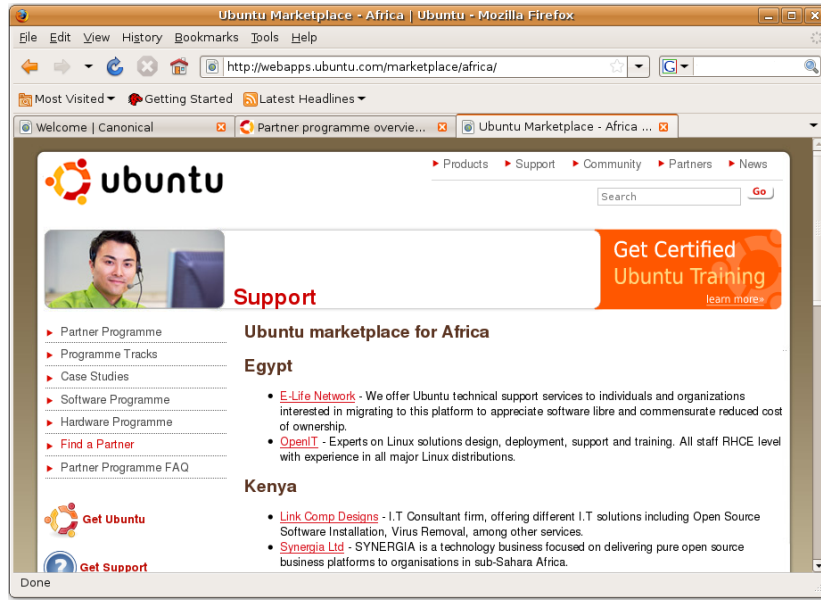 Ubuntu Marketplace - Africa | Ubuntu - Mozilla Firefox
File Edit View History Bookmarks Tools Help
http://webapps.ubuntu.com/marketplace/africa/
G
Most Visited Getting Started Latest Headlines
Welcome | Canonical Partner programme overvie... Ubuntu Marketplace - Africa ...
ubuntu
Products Support Community Partners News
Search Go
Support
Get Certified
Ubuntu Training
learn more»
Partner Programme
Programme Tracks
Case Studies
Software Programme
Hardware Programme
Find a Partner
Partner Programme FAQ
Get Ubuntu
Get Support
Ubuntu marketplace for Africa
Egypt
E-Life Network - We offer Ubuntu technical support services to individuals and organizations
interested in migrating to this platform to appreciate software libre and commensurate reduced cost
of ownership.
OpenIT - Experts on Linux solutions design, deployment, support and training. All staff RHCE level
with experience in all major Linux distributions.
Kenya
Link Comp Designs - I.T Consultant firm, offering different I.T solutions including Open Source
Software Installation, Virus Removal, among other services.
Synergia Ltd - SYNERGIA is a technology business focused on delivering pure open source
business platforms to organisations in sub-Sahara Africa.
Done